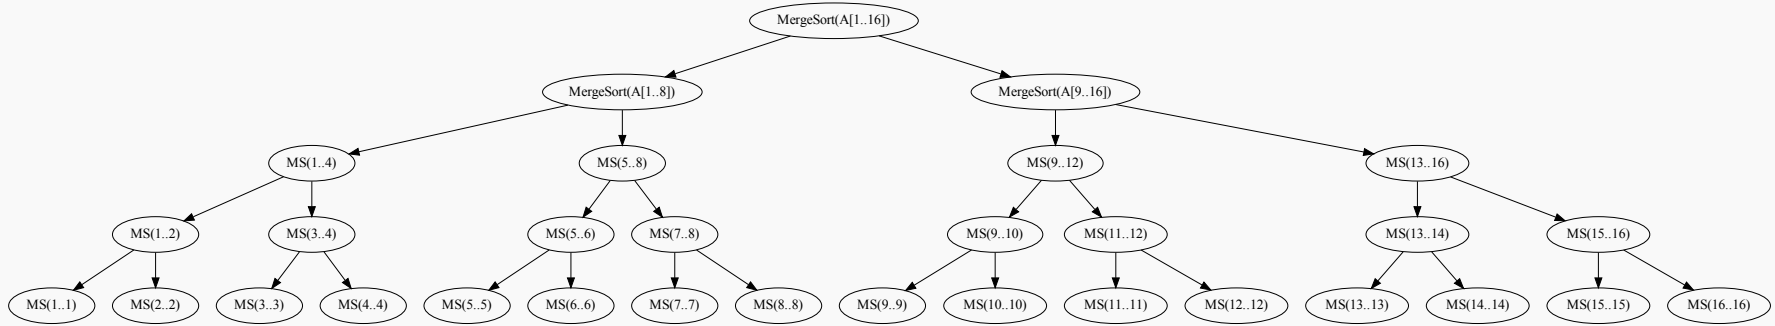 MergeSort(A[1..16])
MergeSort(A[1..8])
MergeSort(A[9..16])
MS(1..4)
MS(5..8)
MS(9..12)
MS(13..16)
MS(1..2)
MS(3..4)
MS(5..6)
MS(7..8)
MS(9..10)
MS(11..12)
MS(13..14)
MS(15..16)
MS(1..1)
MS(2..2)
MS(3..3)
MS(4..4)
MS(5..5)
MS(6..6)
MS(7..7)
MS(8..8)
MS(9..9)
MS(10..10)
MS(11..11)
MS(12..12)
MS(13..13)
MS(14..14)
MS(15..15)
MS(16..16)